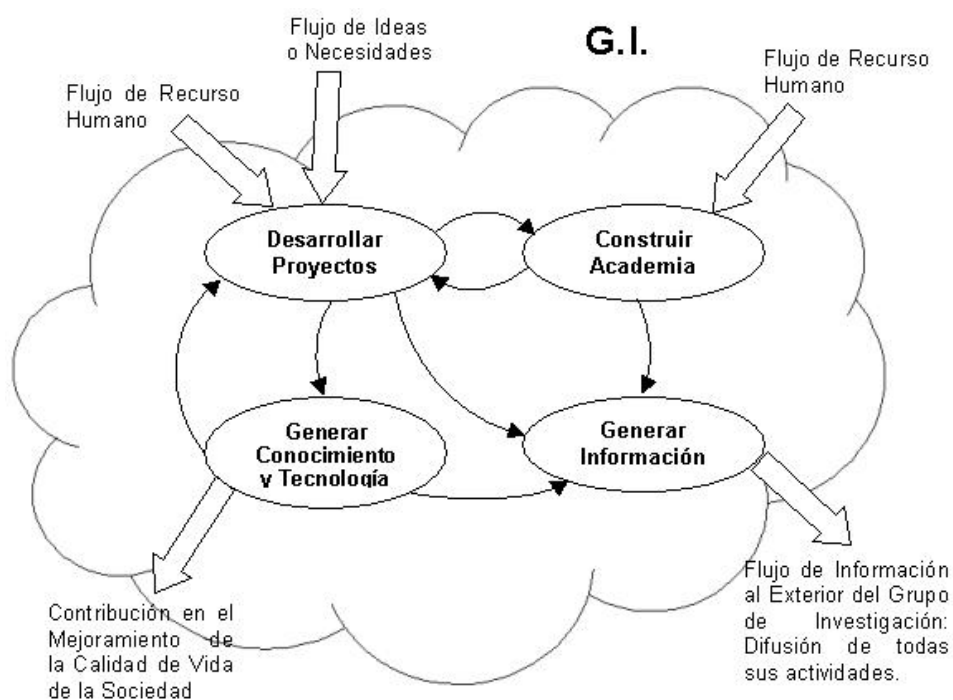 Flujo de Ideas
o Necesidades
G.I.
Flujo de Recurso
Humano
Flujo de Recurso
Humano
Desarrollar
Proyectos
Construir
Academia
Generar
Conocimiento
y Tecnología
Generar
Información
Contribución en el
Mejoramiento de
la Calidad de Vida
de la Sociedad
Flujo de Información
al Exterior del Grupo
de Investigación:
Difusión de todas
sus actividades.